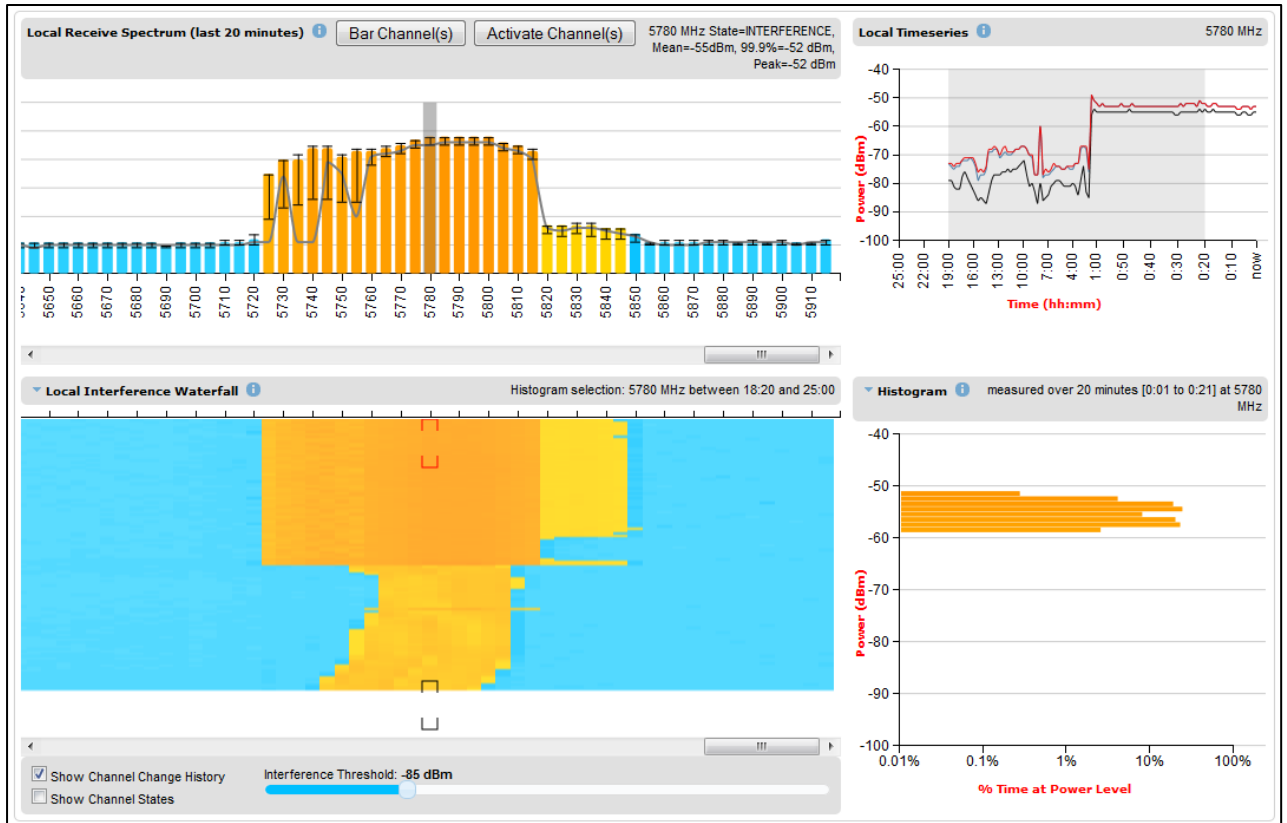 Local Receive Spectrum (last 20 minutes) i Bar Channel(s) Activate Channel(s) 5780 MHz State=INTERFERENCE,
Mean=-55dBm, 99.9%=-52 dBm,
Peak=-52 dBm
5650 5660 5670 5680 5690 5700 5710 5720 5730 5740 5750 5760 5770 5780 5790 5800 5810 5820 5830 5840 5850 5860 5870 5880 5890 5900 5910
Local Timeseries i 5780 MHz
-40
-50
-60
-70
-80
-90
-100
Power (dBm)
25:00 22:00 19:00 16:00 13:00 10:00 7:00 4:00 1:00 0:50 0:40 0:30 0:20 0:10 now
Time (hh:mm)
Local Interference Waterfall i Histogram selection: 5780 MHz between 18:20 and 25:00
Show Channel Change History
Show Channel States
Interference Threshold: -85 dBm
Histogram i measured over 20 minutes [0:01 to 0:21] at 5780
MHz
-40
-50
-60
-70
-80
-90
-100
Power (dBm)
0.01% 0.1% 1% 10% 100%
% Time at Power Level